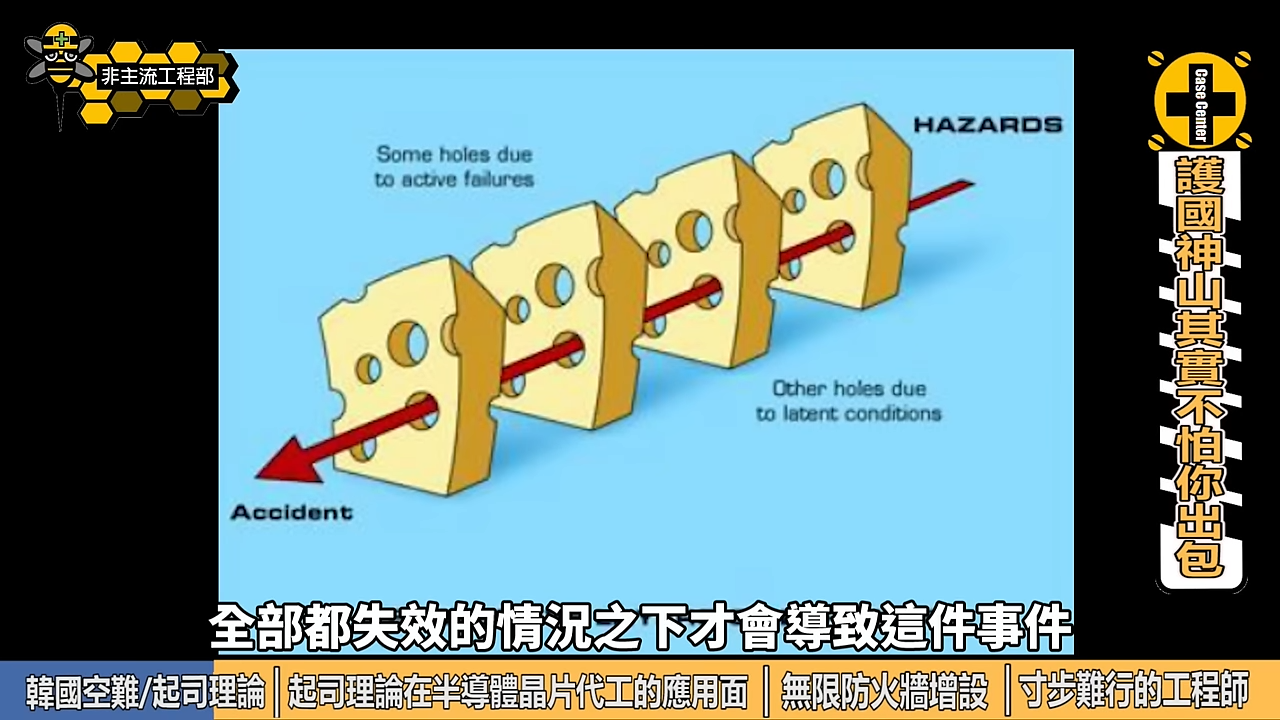 非主流工程部
Case Center
護國神山其實不怕你出包
HAZARDS
Some holes due
to active failures
Other holes due
to latent conditions
Accident
全部都失效的情況之下才會導致這件事件
韓國空難/起司理論 | 起司理論在半導體晶片代工的應用面 | 無限防火牆增設 | 寸步難行的工程師